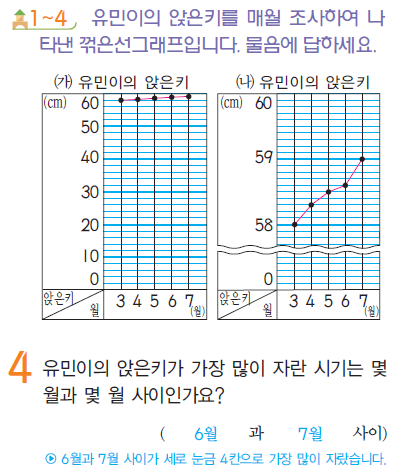 1~4 유민이의 앉은키를 매월 조사하여 나
타낸 꺾은선그래프입니다. 물음에 답하세요.
(가) 유민이의 앉은키
(cm)
60
50
40
30
20
10
0
앉은키
월
3 4 5 6 7
(월)
(나) 유민이의 앉은키
(cm)
60
59
58
0
앉은키
월
3 4 5 6 7
(월)
4 유민이의 앉은키가 가장 많이 자란 시기는 몇
월과 몇 월 사이인가요?
( 6월 과 7월 사이)
6월과 7월 사이가 세로 눈금 4칸으로 가장 많이 자랐습니다.